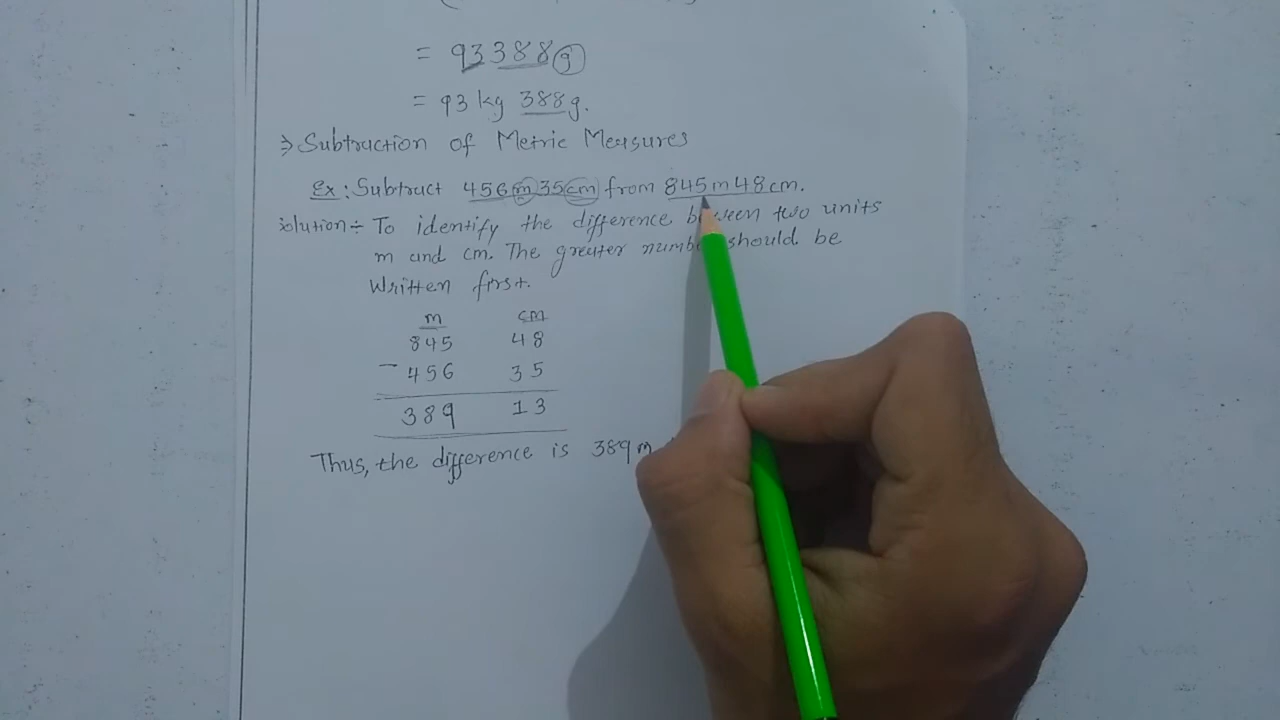 = 93388g
= 93 kg 388g.
⇒ Subtraction of Metric Measures
Ex: Subtract 456m 35cm from 845m 48cm.
Solution÷ To identify the difference between two units
m and cm. The greater number should be
Written first.
m cm
845 48
- 456 35
389 13
Thus, the difference is 389m